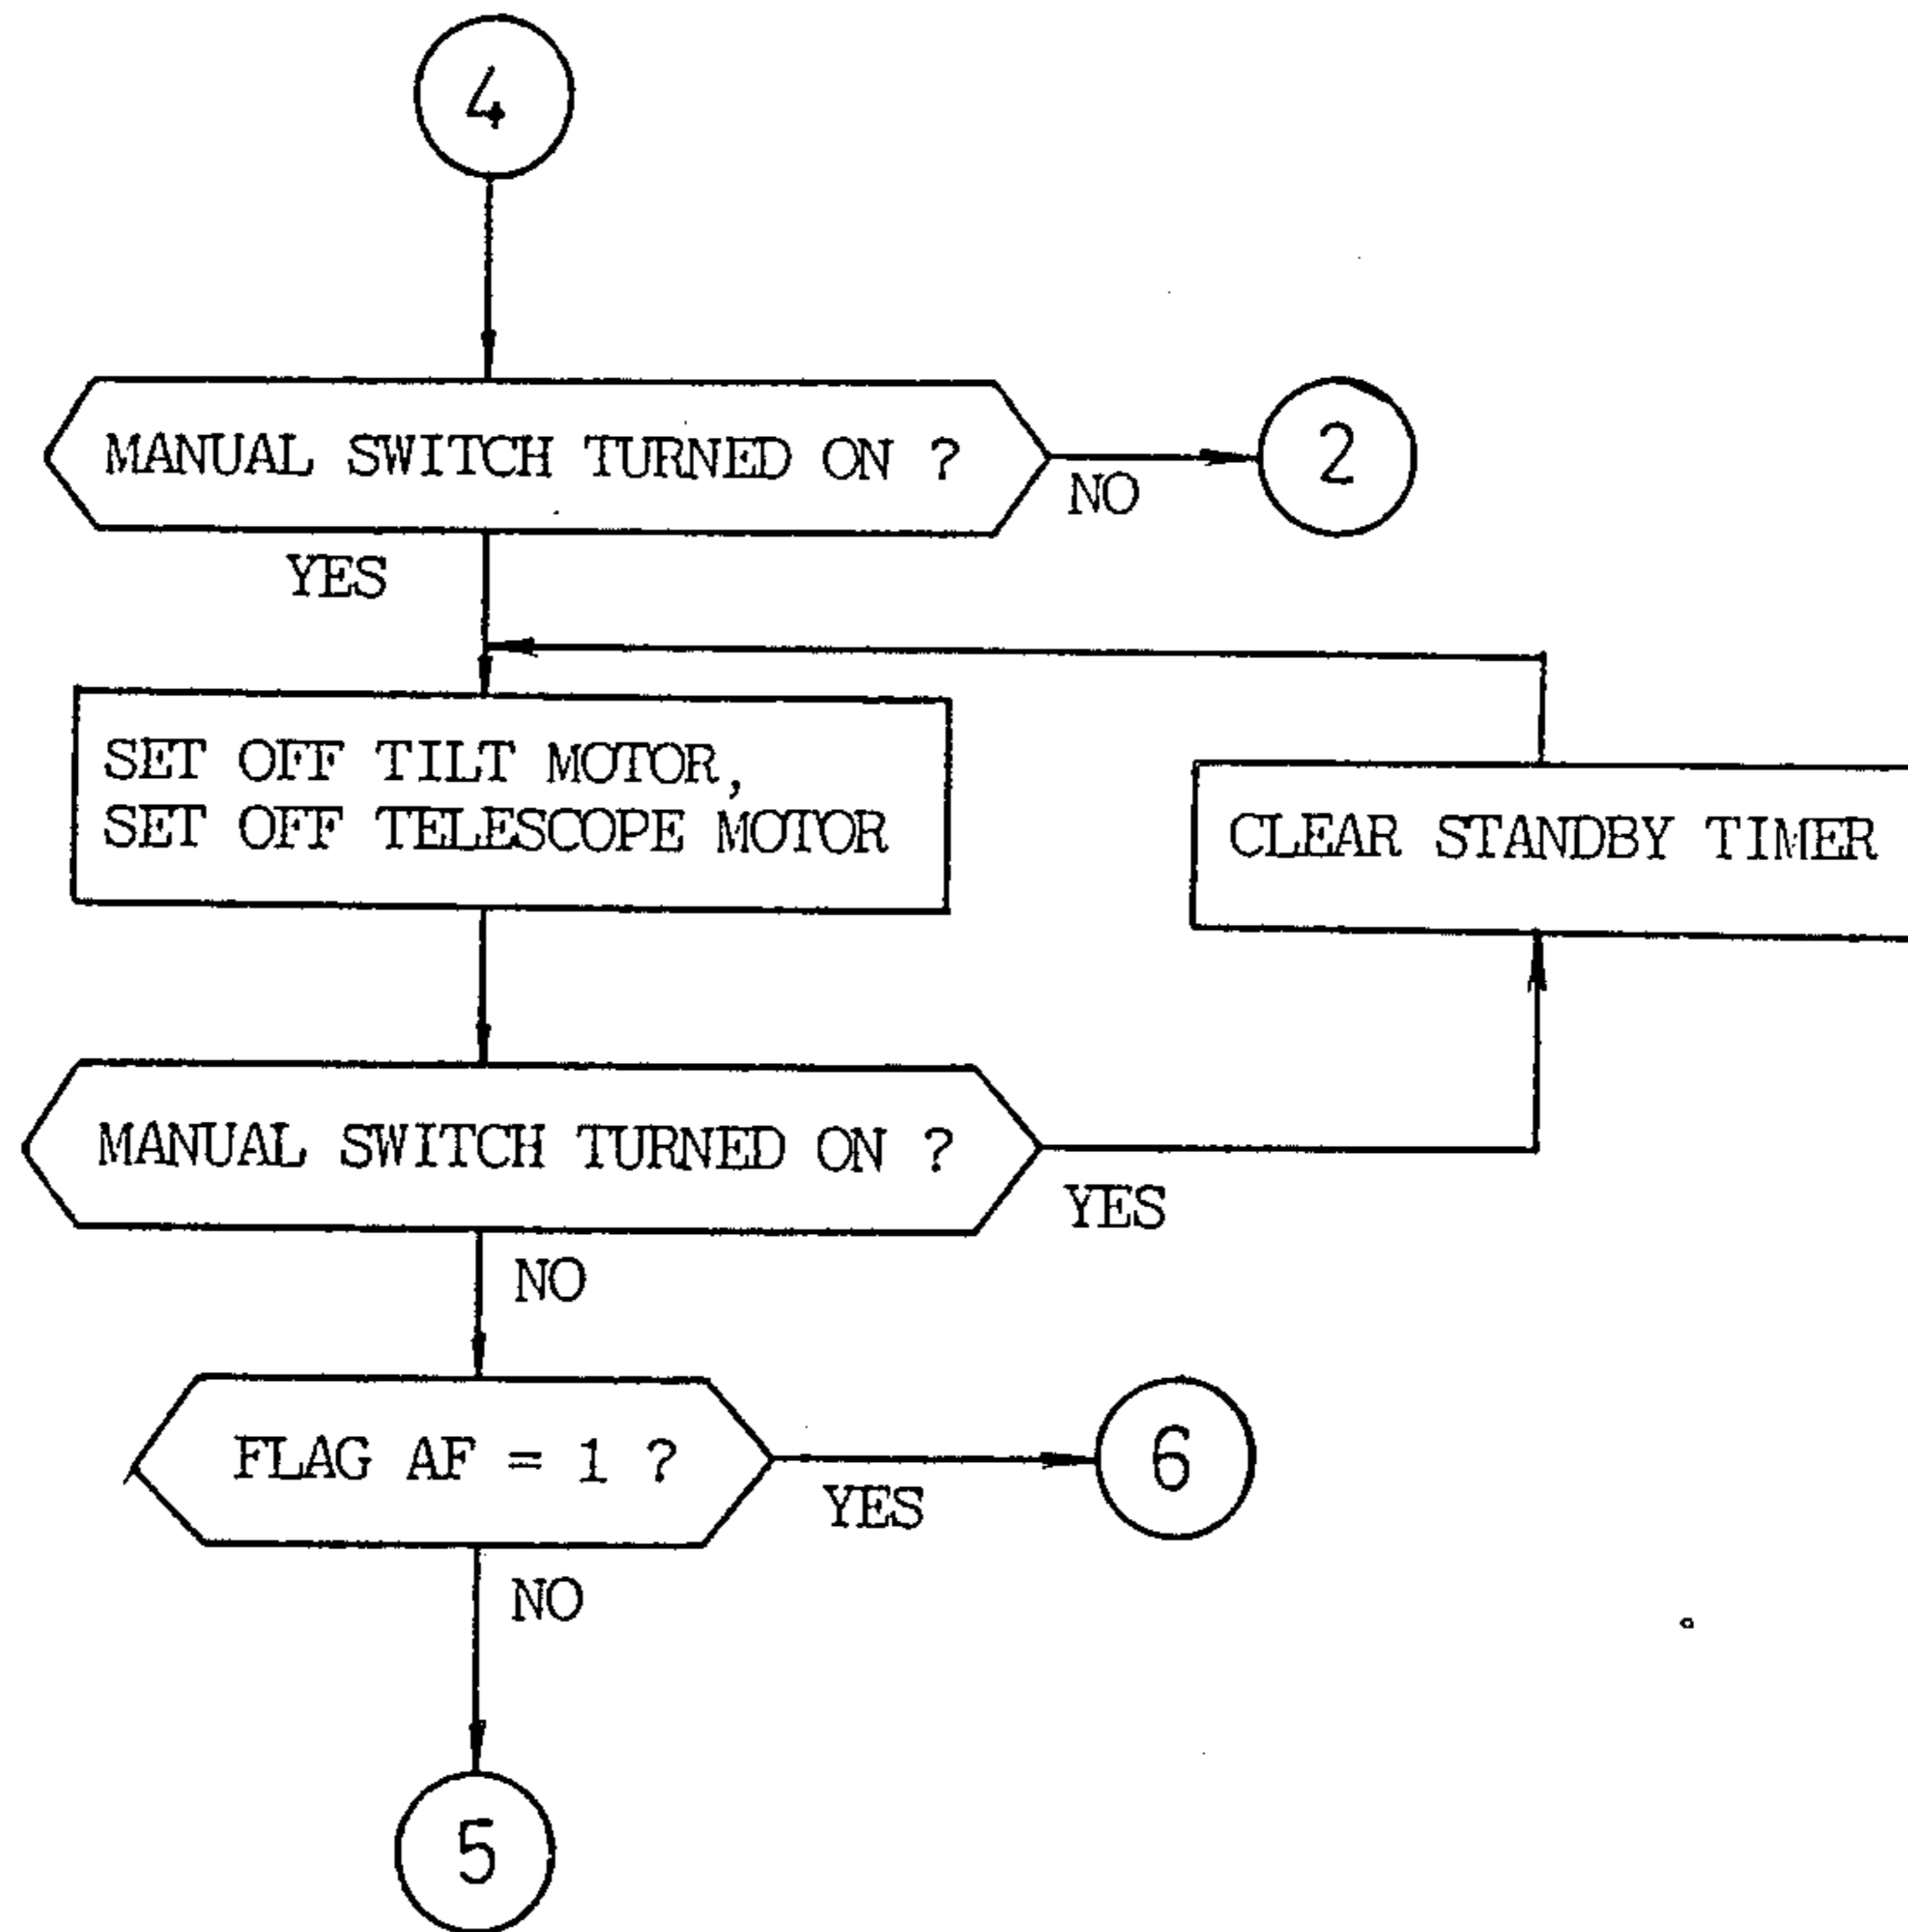 4
MANUAL SWITCH TURNED ON ?
NO
2
YES
SET OFF TILT MOTOR,
SET OFF TELESCOPE MOTOR
CLEAR STANDBY TIMER
MANUAL SWITCH TURNED ON ?
YES
NO
FLAG AF = 1 ?
YES
6
NO
5